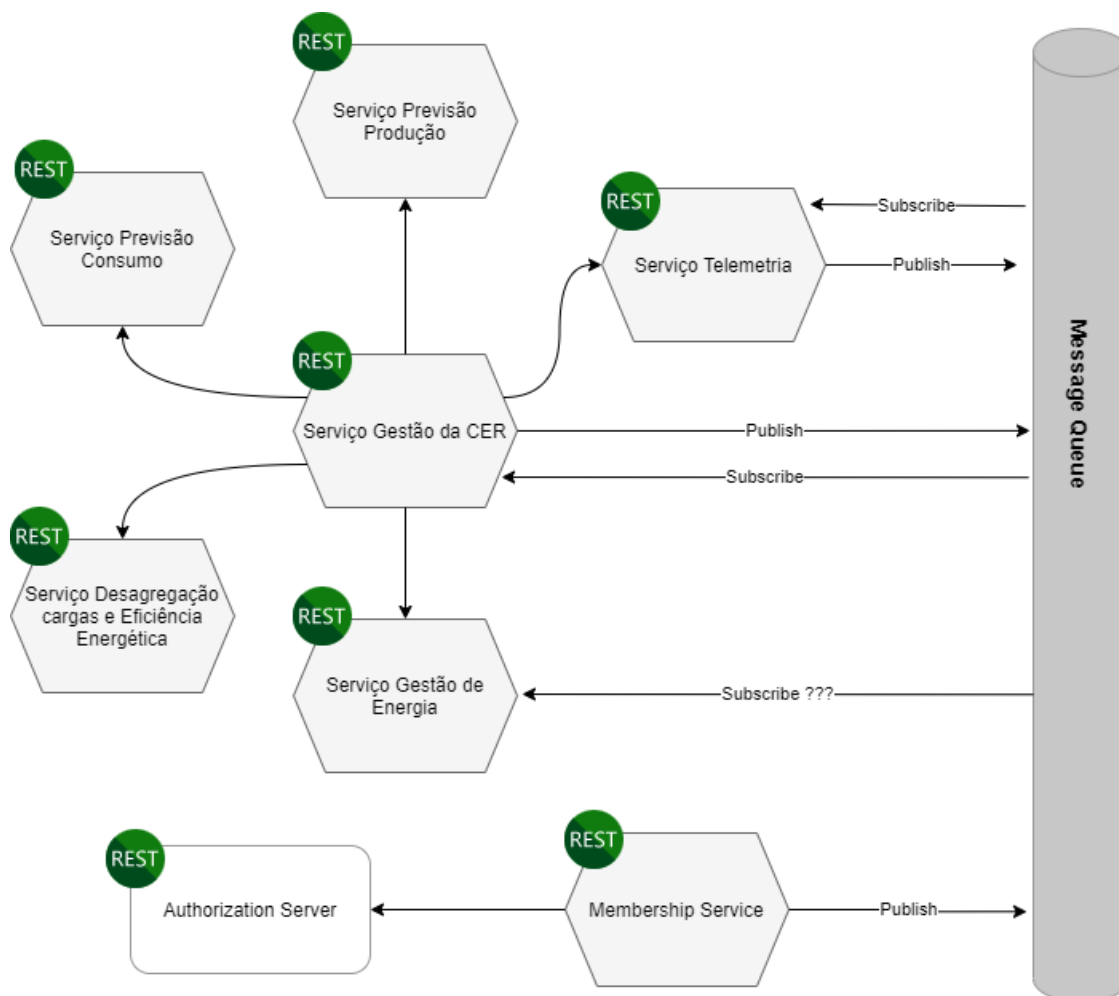 REST
Serviço Previsão
Produção
REST
Serviço Previsão
Consumo
REST
Serviço Telemetria
Subscribe
Publish
REST
Serviço Gestão da CER
Publish
Subscribe
Message Queue
REST
Serviço Desagregação
cargas e Eficiência
Energética
REST
Serviço Gestão de
Energia
Subscribe ???
REST
Authorization Server
REST
Membership Service
Publish